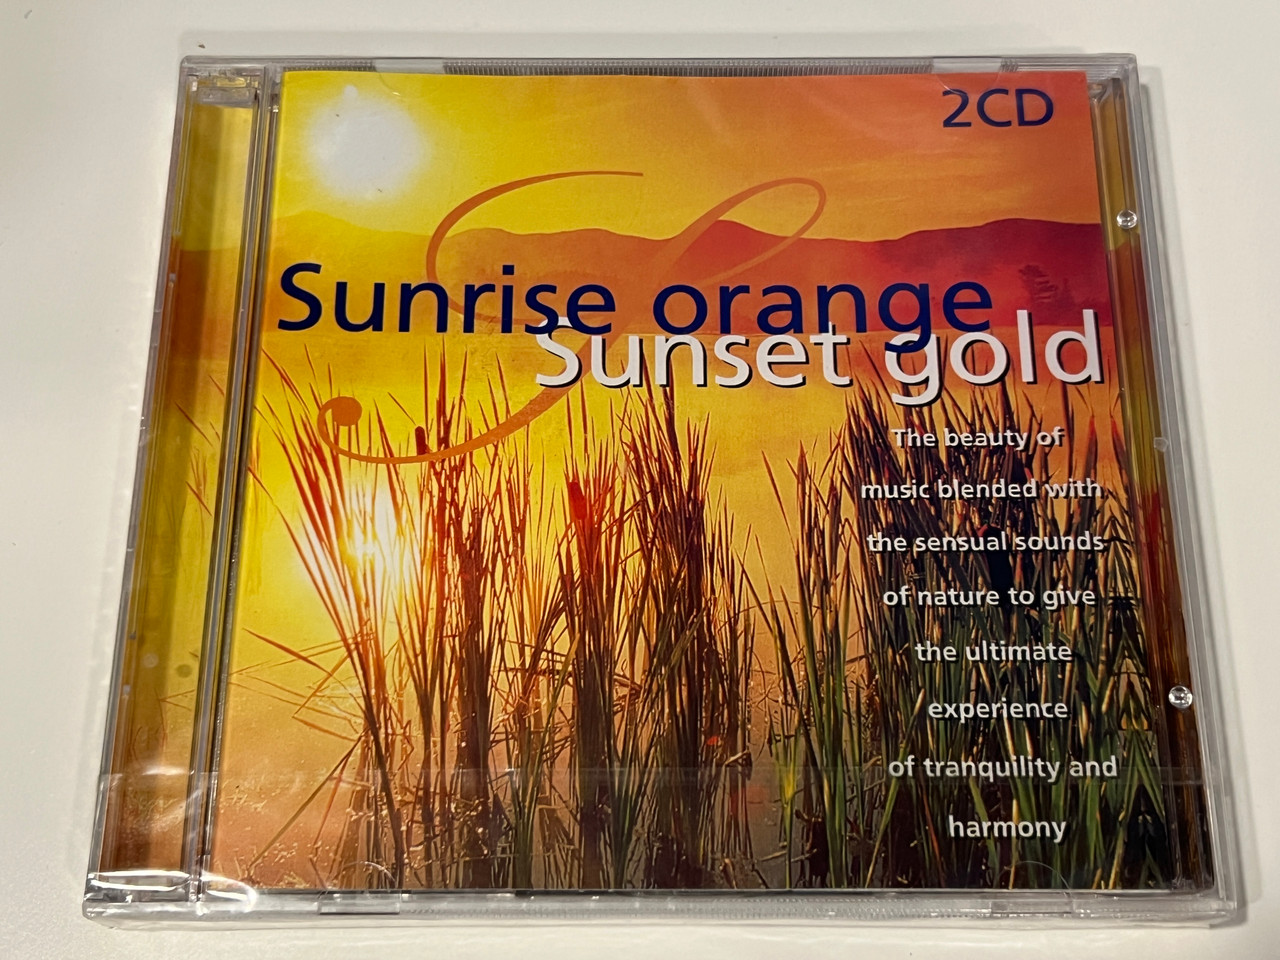 2CD
Sunrise orange
Sunset gold
The beauty of
music blended with
the sensual sounds
of nature to give
the ultimate
experience
of tranquility and
harmony